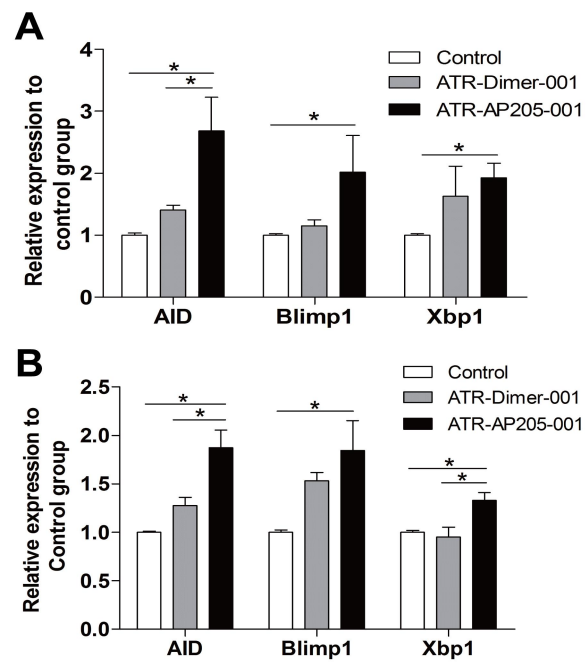 A
Relative expression to
control group
4
3
2
1
0
* * * *
Control
ATR-Dimer-001
ATR-AP205-001
AID Blimp1 Xbp1
B
Relative expression to
Control group
2.5
2.0
1.5
1.0
0.5
0.0
* * * * *
Control
ATR-Dimer-001
ATR-AP205-001
AID Blimp1 Xbp1